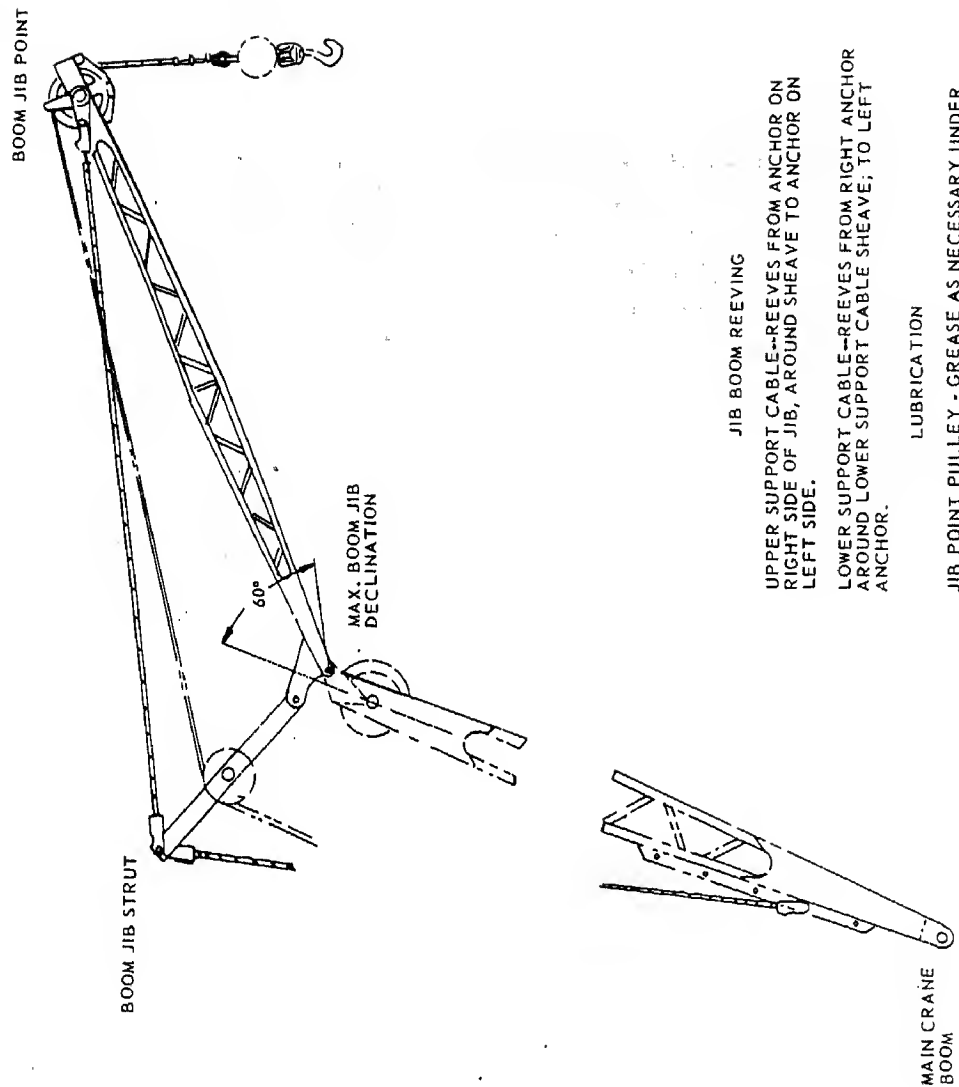 BOOM JIB POINT
BOOM JIB STRUT
60°
MAX. BOOM JIB
DECLINATION
MAIN CRANE
BOOM
JIB BOOM REEVING
UPPER SUPPORT CABLE--REEVES FROM ANCHOR ON
RIGHT SIDE OF JIB, AROUND SHEAVE TO ANCHOR ON
LEFT SIDE.
LOWER SUPPORT CABLE--REEVES FROM RIGHT ANCHOR
AROUND LOWER SUPPORT CABLE SHEAVE; TO LEFT
ANCHOR.
LUBRICATION
JIB POINT PULLEY - GREASE AS NECESSARY UNDER